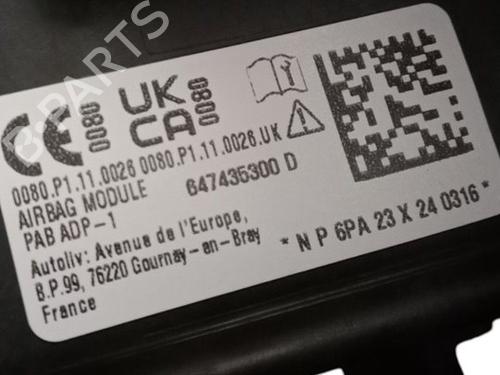 B-PARTS
CE 0080
UK CA 0080
0080.P1.11.0026 0080.P1.11.0026.UK
AIRBAG MODULE 647435300 D
PAB ADP-1
Autoliv: Avenue de l'Europe,
B.P.99, 76220 Gournay-en-Bray
France
* N P 6PA 23 X 24 0316 *